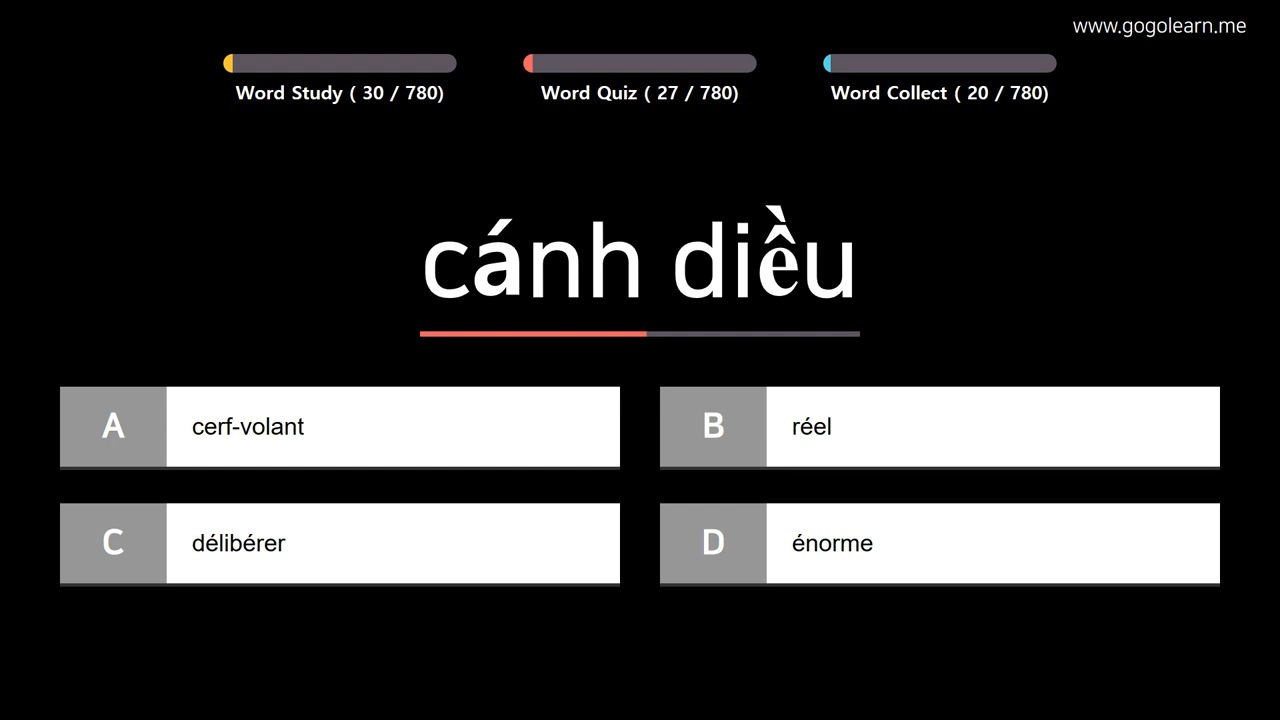 www.gogolearn.me
Word Study ( 30 / 780)
Word Quiz ( 27 / 780)
Word Collect ( 20 / 780)
cánh diều
A cerf-volant
B réel
C délibérer
D énorme